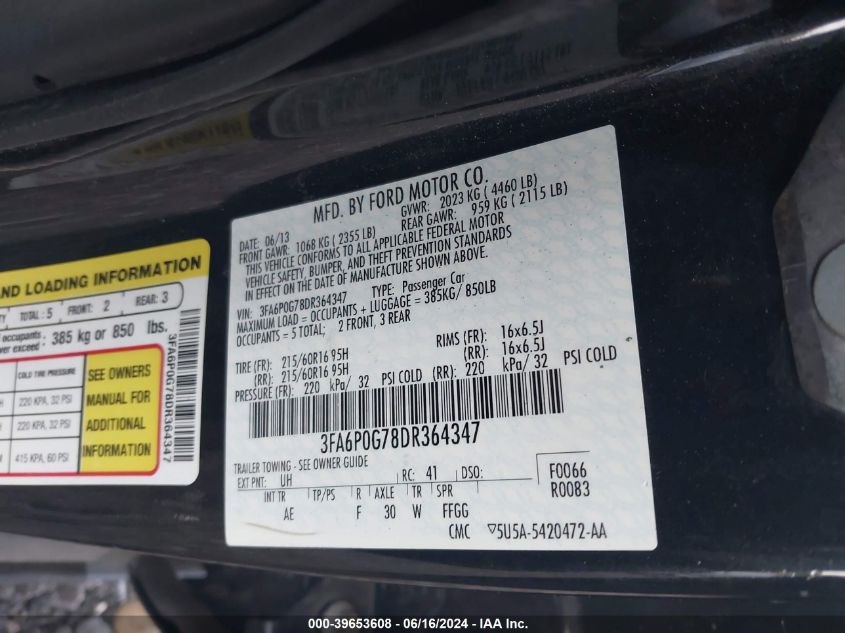 MFD. BY FORD MOTOR CO.
DATE: 06/13 GVWR: 2023 KG ( 4460 LB)
FRONT GAWR: 1068 KG ( 2355 LB) REAR GAWR: 959 KG ( 2115 LB)
THIS VEHICLE CONFORMS TO ALL APPLICABLE FEDERAL MOTOR
VEHICLE SAFETY, BUMPER, AND THEFT PREVENTION STANDARDS
IN EFFECT ON THE DATE OF MANUFACTURE SHOWN ABOVE.
VIN: 3FA6P0G78DR364347 TYPE: Passenger Car
MAXIMUM LOAD = OCCUPANTS + LUGGAGE = 385KG/ 850LB
OCCUPANTS = 5 TOTAL; 2 FRONT, 3 REAR
TIRE (FR): 215/60R16 95H RIMS (FR): 16x6.5J
(RR): 215/60R16 95H (RR): 16x6.5J
PRESSURE (FR): 220 kPa/ 32 PSI COLD (RR): 220 kPa/ 32 PSI COLD
3FA6P0G78DR364347
TRAILER TOWING - SEE OWNER GUIDE
EXT PNT: UH RC: 41 DSO: F0066
R0083
INT TR TP/PS R AXLE TR SPR
AE F 30 W FFGG
CMC ▽5U5A-5420472-AA
AND LOADING INFORMATION
TOTAL : 5 FRONT: 2 REAR: 3
occupants: 385 kg or 850 lbs.
exceed :
COLD TIRE PRESSURE
220 KPA, 32 PSI
220 KPA, 32 PSI
415 KPA, 60 PSI
SEE OWNERS
MANUAL FOR
ADDITIONAL
INFORMATION
3FA6P0G78DR364347
000-39653608 - 06/16/2024 - IAA Inc.